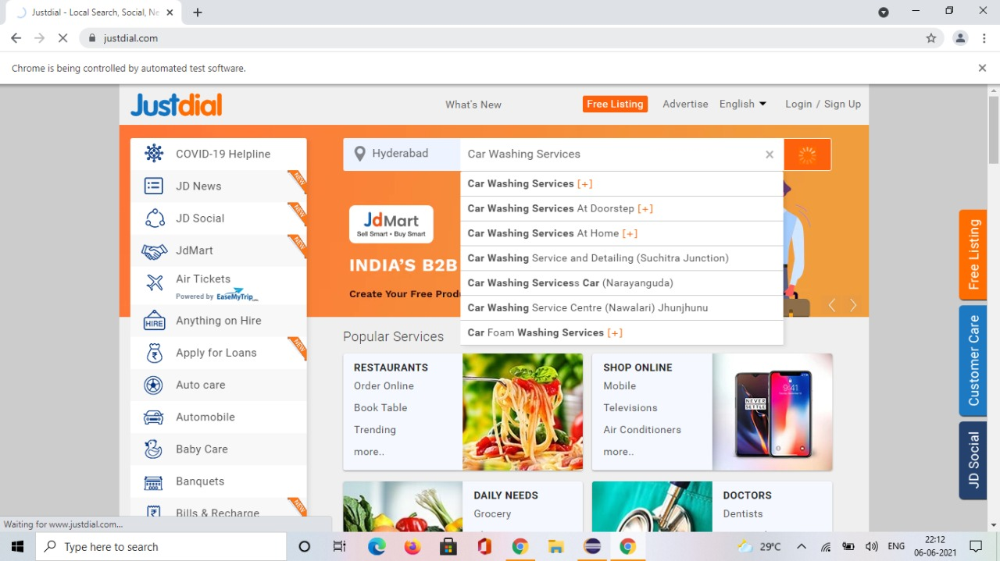 Justdial - Local Search, Social, Ne
justdial.com
Chrome is being controlled by automated test software.
Justdial
What's New
Free Listing
Advertise
English
Login / Sign Up
COVID-19 Helpline
JD News
NEW
JD Social
NEW
JdMart
NEW
Air Tickets
Powered by EaseMyTrip.com
HIRE
Anything on Hire
Apply for Loans
NEW
Auto care
Automobile
Baby Care
Banquets
Bills & Recharge
NEW
Hyderabad
Car Washing Services
Car Washing Services [+]
Car Washing Services At Doorstep [+]
Car Washing Services At Home [+]
Car Washing Service and Detailing (Suchitra Junction)
Car Washing Servicess Car (Narayanguda)
Car Washing Service Centre (Nawalari) Jhunjhunu
Car Foam Washing Services [+]
JdMart
Sell Smart • Buy Smart
INDIA'S B2B
Create Your Free Prod
Popular Services
RESTAURANTS
Order Online
Book Table
Trending
more..
SHOP ONLINE
Mobile
Televisions
Air Conditioners
more..
NEVER
SETTLE
9:41
DAILY NEEDS
Grocery
DOCTORS
Dentists
Free Listing
Customer Care
JD Social
Waiting for www.justdial.com...
Type here to search
29°C
ENG
22:12
06-06-2021